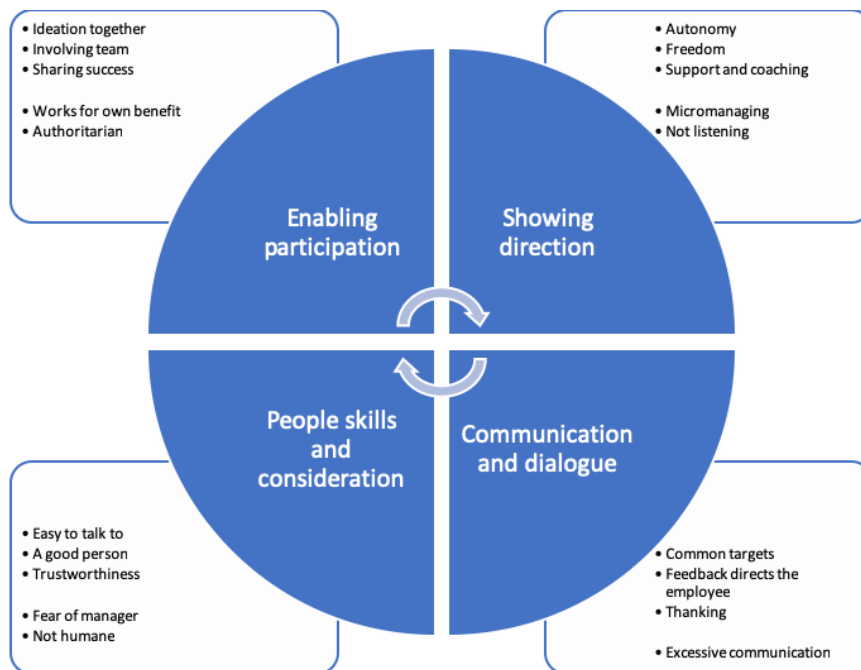 • Ideation together
• Involving team
• Sharing success
• Works for own benefit
• Authoritarian
• Autonomy
• Freedom
• Support and coaching
• Micromanaging
• Not listening
Enabling
participation
Showing
direction
People skills
and
consideration
Communication
and dialogue
• Easy to talk to
• A good person
• Trustworthiness
• Fear of manager
• Not humane
• Common targets
• Feedback directs the
employee
• Thanking
• Excessive communication